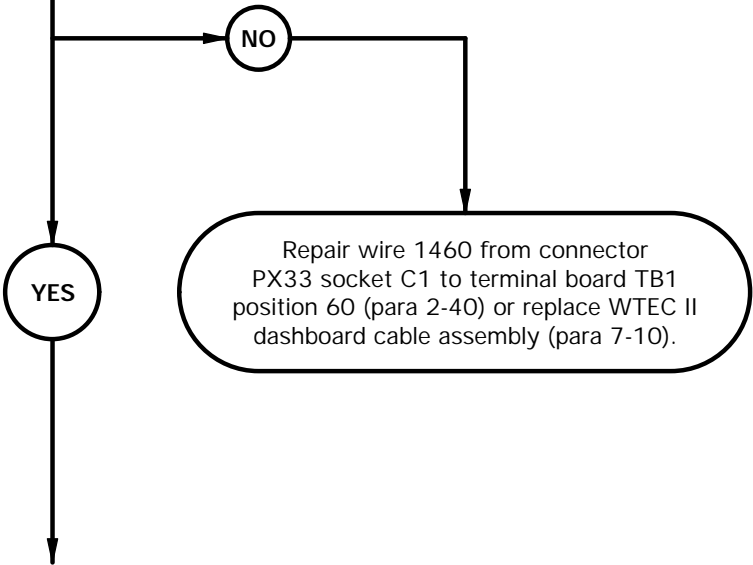 NO
YES
Repair wire 1460 from connector
PX33 socket C1 to terminal board TB1
position 60 (para 2-40) or replace WTEC II
dashboard cable assembly (para 7-10).